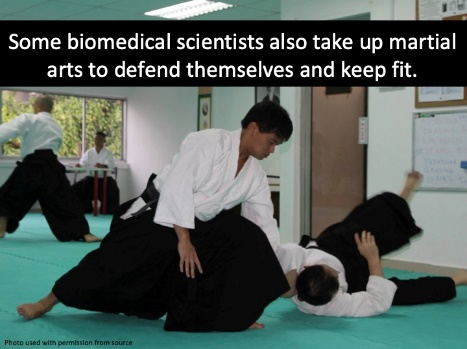 Some biomedical scientists also take up martial
arts to defend themselves and keep fit.
Photo used with permission from source